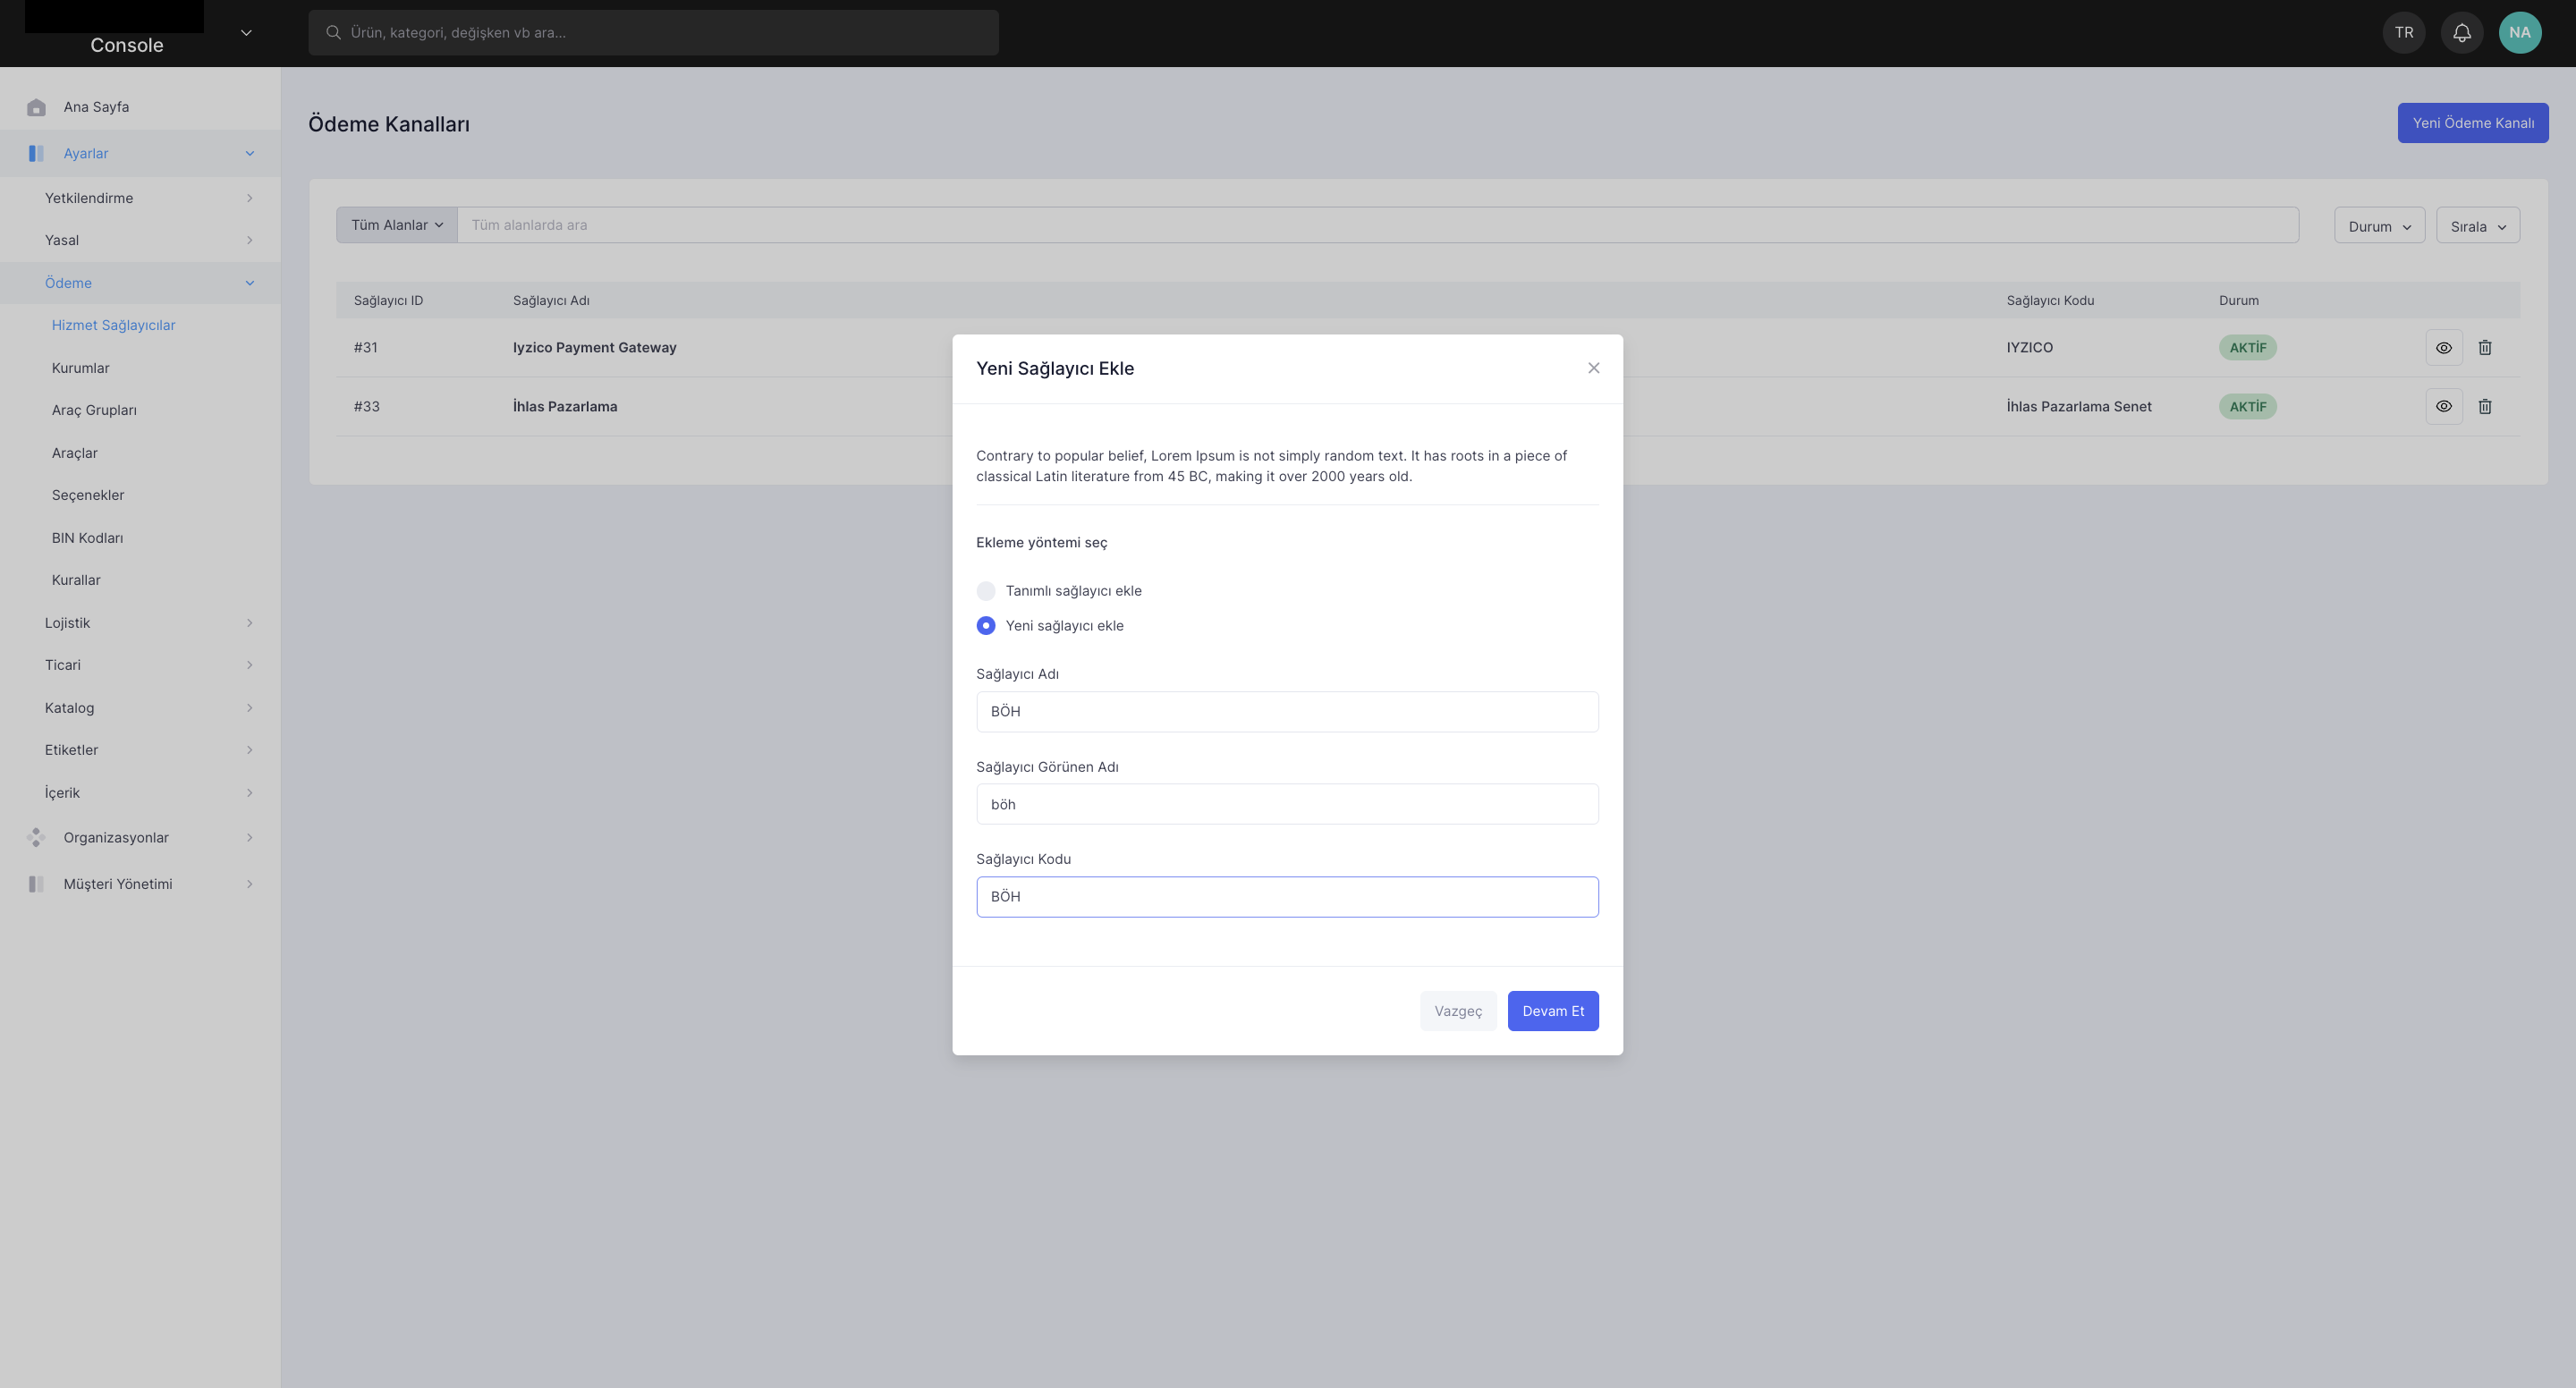 Console
Ürün, kategori, değişken vb ara...
TR
NA
Ana Sayfa
Ayarlar
Yetkilendirme
Yasal
Ödeme
Hizmet Sağlayıcılar
Kurumlar
Araç Grupları
Araçlar
Seçenekler
BIN Kodları
Kurallar
Lojistik
Ticari
Katalog
Etiketler
İçerik
Organizasyonlar
Müşteri Yönetimi
Ödeme Kanalları
Yeni Ödeme Kanalı
Tüm Alanlar
Tüm alanlarda ara
Durum
Sırala
Sağlayıcı ID Sağlayıcı Adı Sağlayıcı Kodu Durum
#31 Iyzico Payment Gateway IYZICO AKTİF
#33 İhlas Pazarlama İhlas Pazarlama Senet AKTİF
Yeni Sağlayıcı Ekle
Contrary to popular belief, Lorem Ipsum is not simply random text. It has roots in a piece of
classical Latin literature from 45 BC, making it over 2000 years old.
Ekleme yöntemi seç
Tanımlı sağlayıcı ekle
Yeni sağlayıcı ekle
Sağlayıcı Adı
BÖH
Sağlayıcı Görünen Adı
böh
Sağlayıcı Kodu
BÖH
Vazgeç
Devam Et